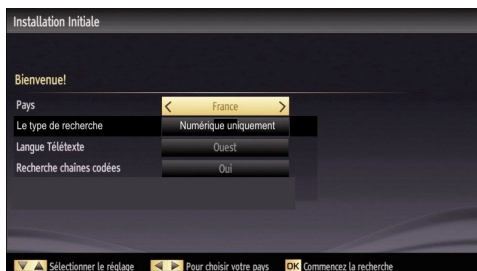 Installation Initiale
Bienvenue!
Pays < France >
Le type de recherche Numérique uniquement
Langue Télétexte Ouest
Recherche chaînes codées Oui
Sélectionner le réglage Pour choisir votre pays OK Commencez la recherche